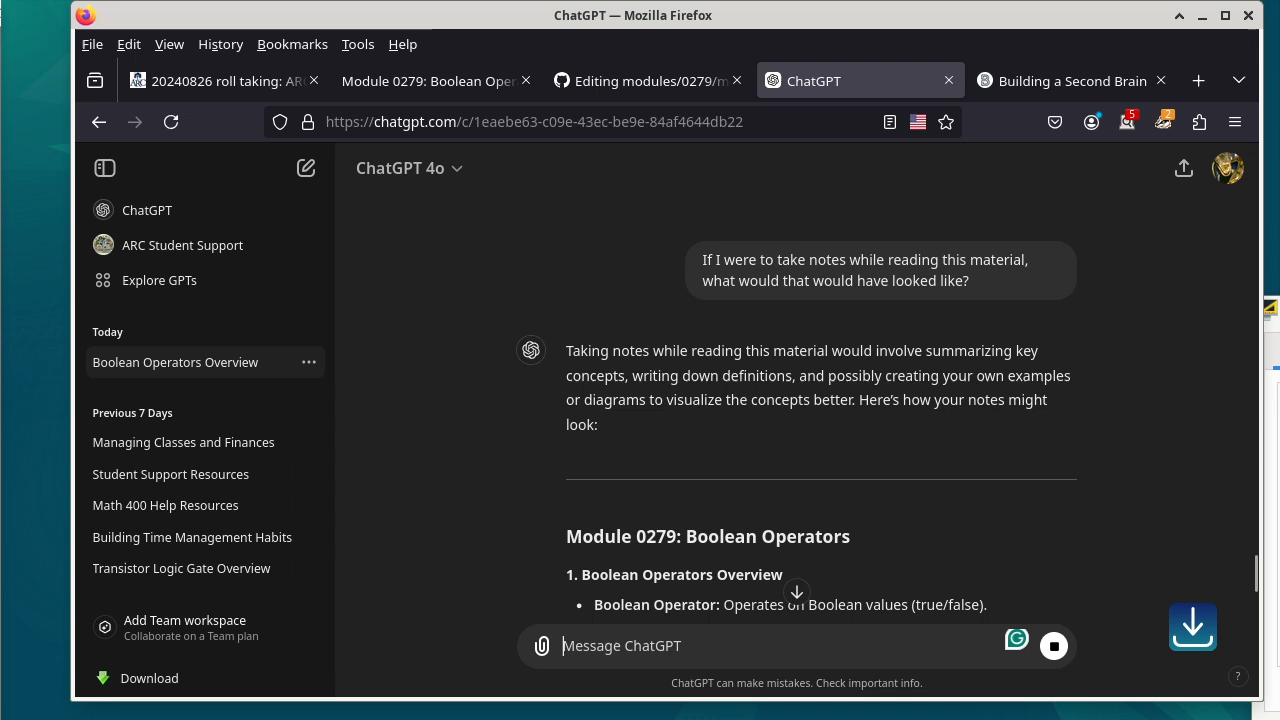 ChatGPT — Mozilla Firefox
File Edit View History Bookmarks Tools Help
20240826 roll taking: ARC
Module 0279: Boolean Oper
Editing modules/0279/m
ChatGPT
Building a Second Brain
https://chatgpt.com/c/1eaebe63-c09e-43ec-be9e-84af4644db22
5
2
ChatGPT 4o
ChatGPT
ARC Student Support
Explore GPTs
Today
Boolean Operators Overview
Previous 7 Days
Managing Classes and Finances
Student Support Resources
Math 400 Help Resources
Building Time Management Habits
Transistor Logic Gate Overview
Add Team workspace
Collaborate on a Team plan
Download
If I were to take notes while reading this material,
what would that would have looked like?
Taking notes while reading this material would involve summarizing key
concepts, writing down definitions, and possibly creating your own examples
or diagrams to visualize the concepts better. Here's how your notes might
look:
Module 0279: Boolean Operators
1. Boolean Operators Overview
• Boolean Operator: Operates on Boolean values (true/false).
Message ChatGPT
ChatGPT can make mistakes. Check important info.
?